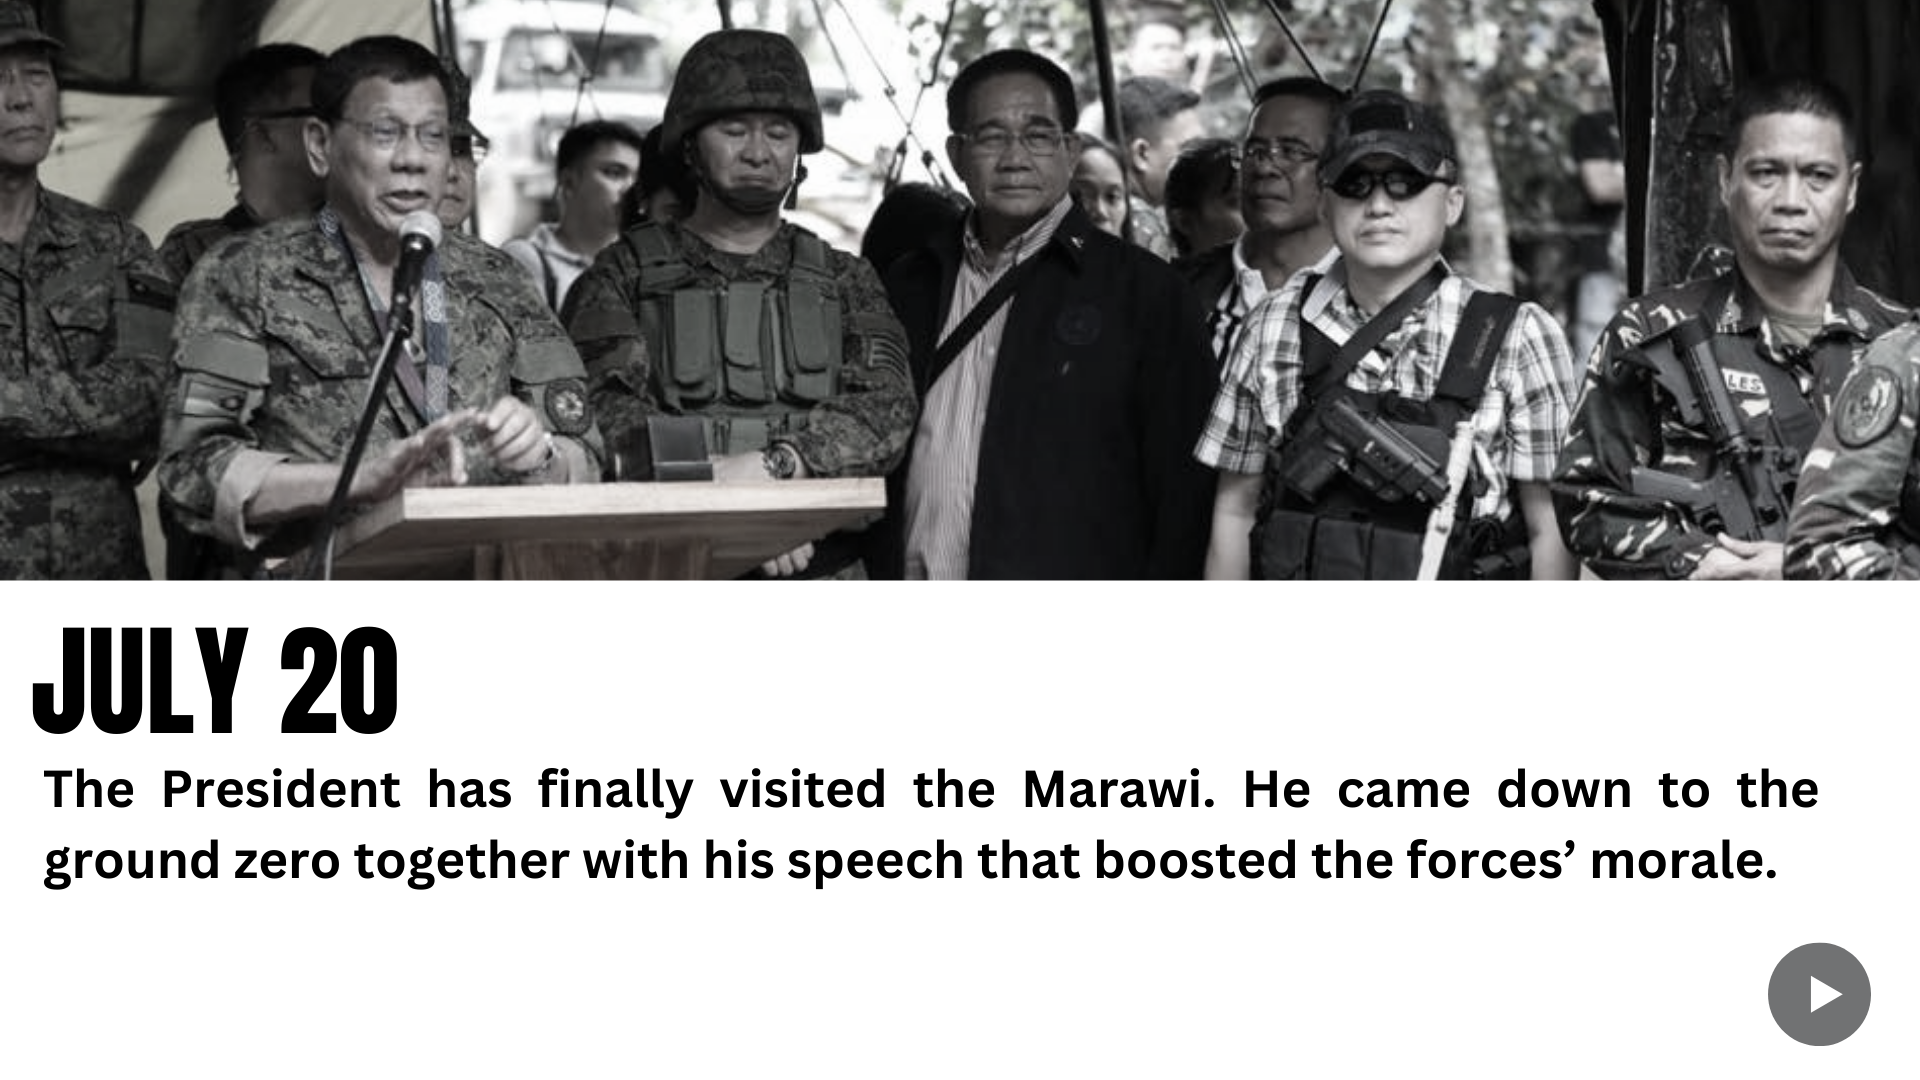 LES
JULY 20
The President has finally visited the Marawi. He came down to the
ground zero together with his speech that boosted the forces’ morale.